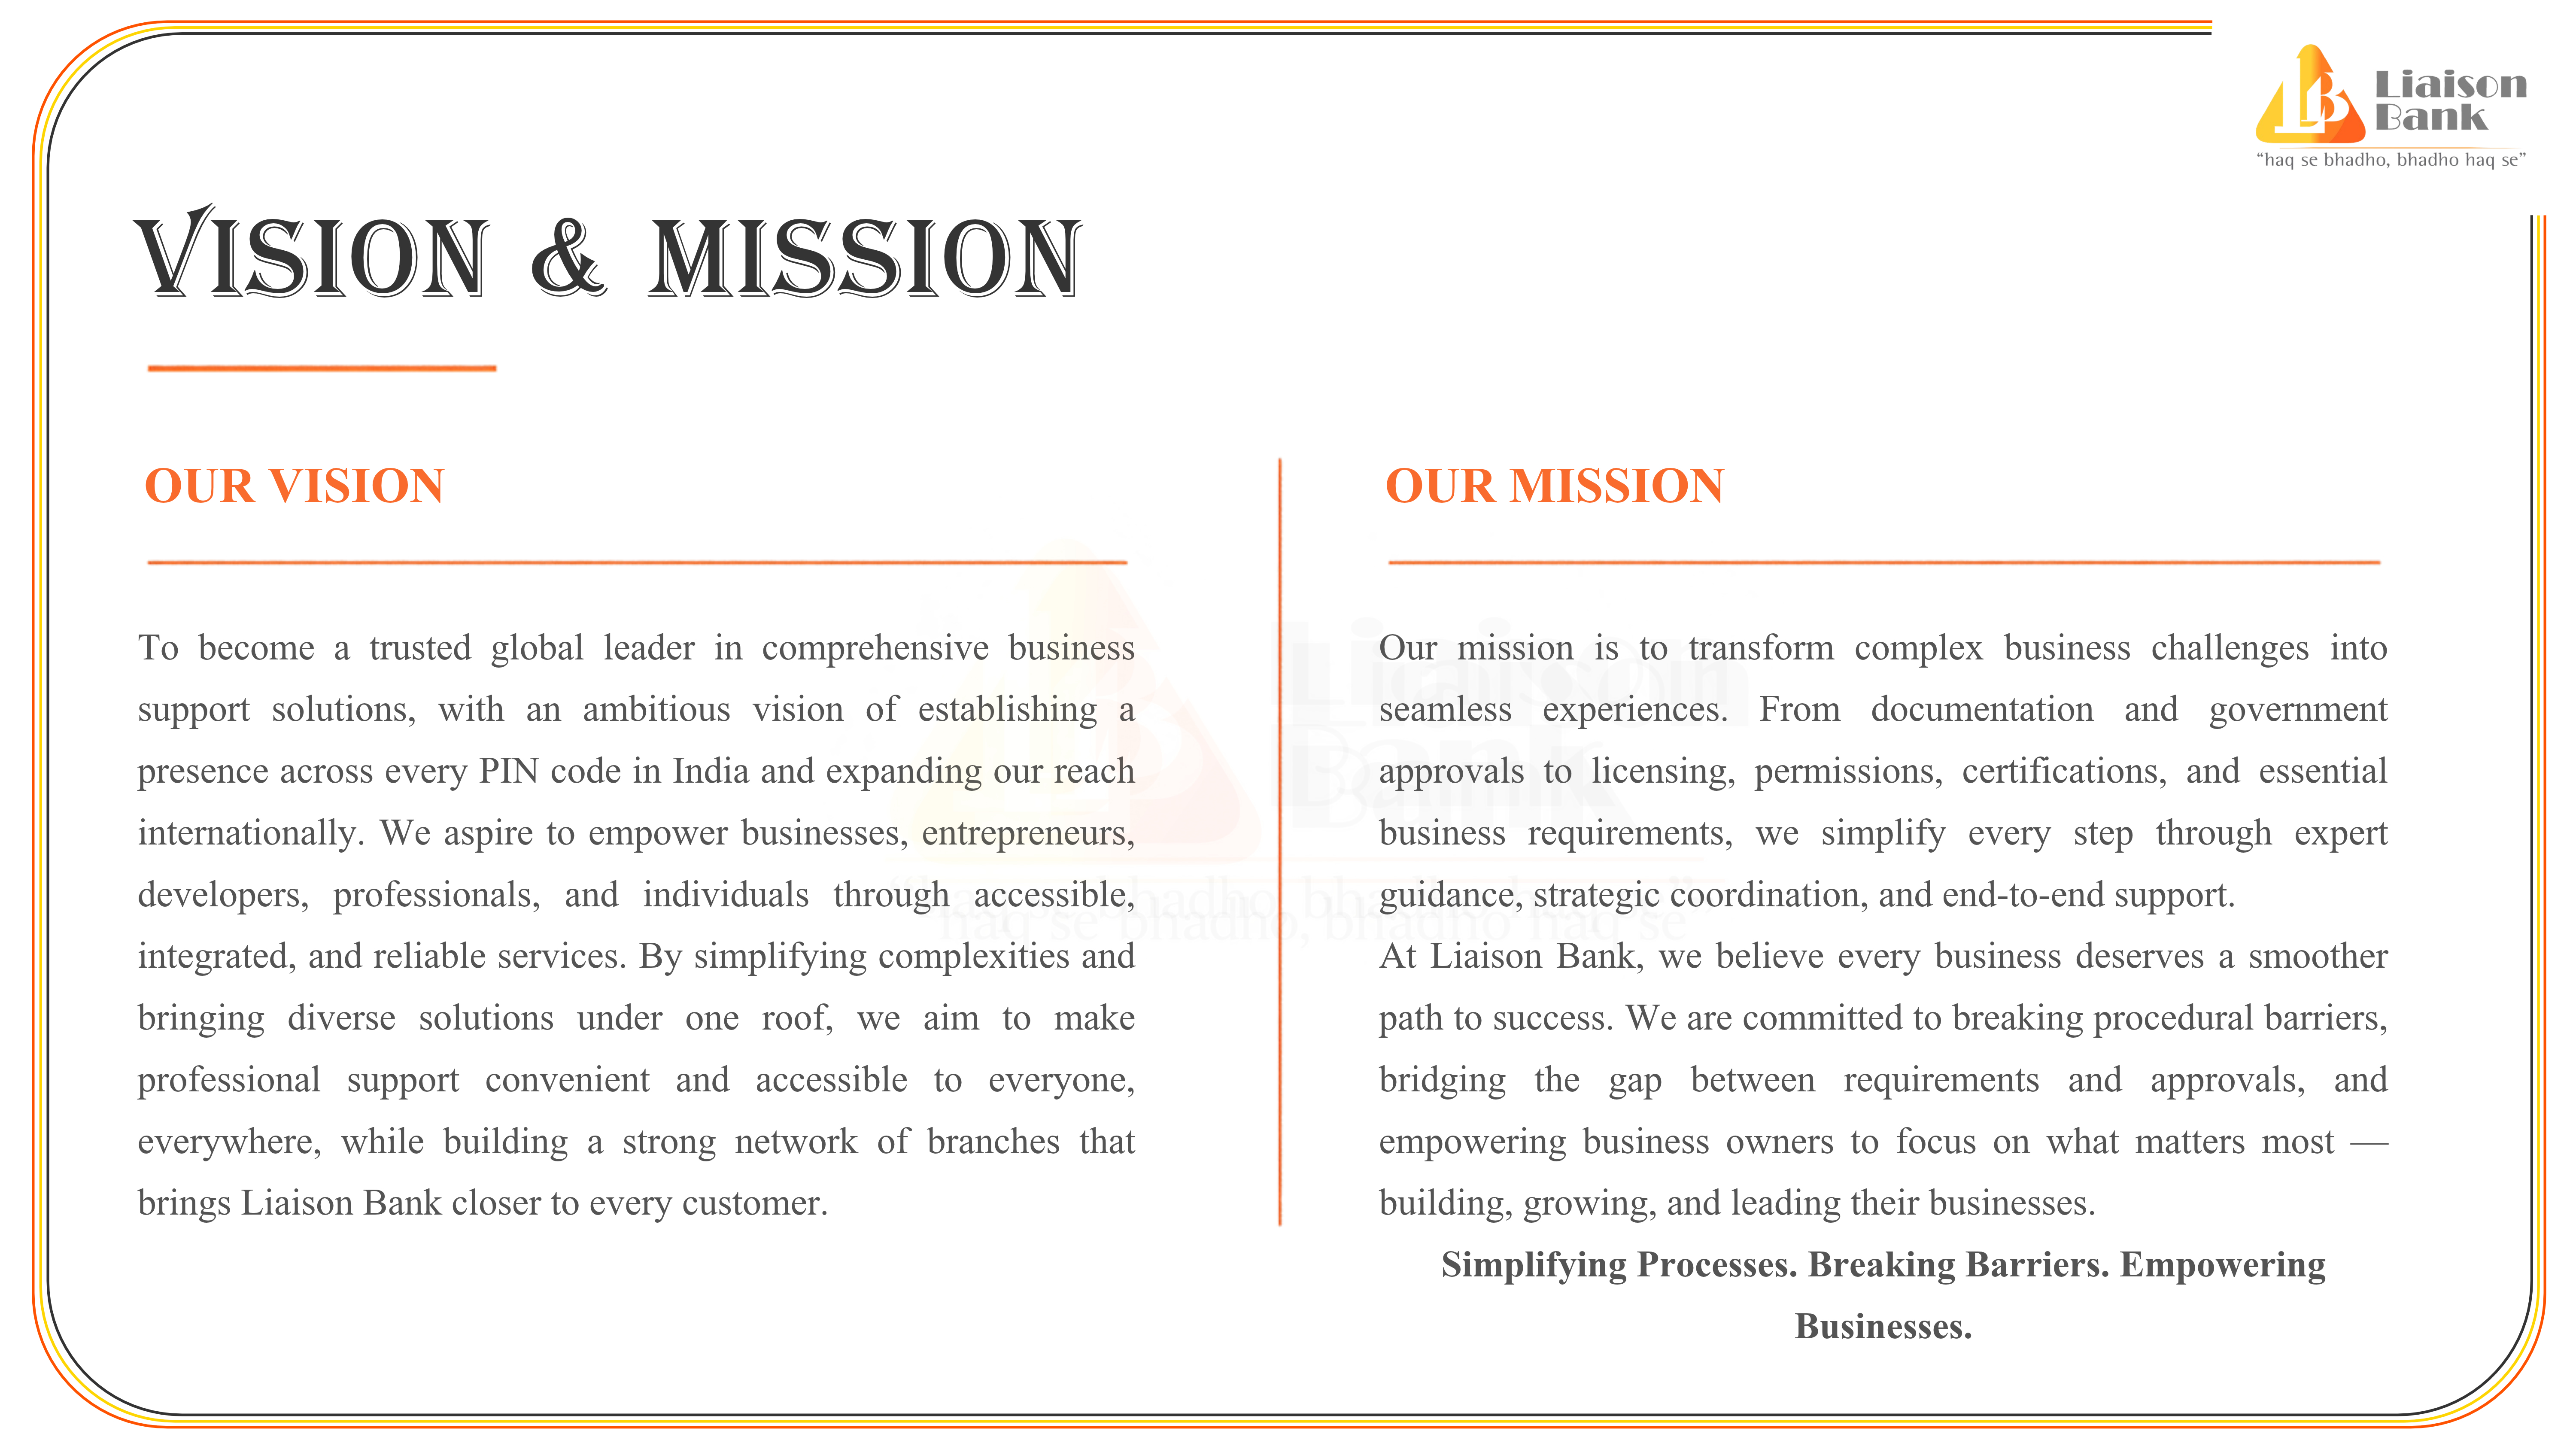 Liaison
Bank
“haq se bhadho, bhadho haq se”
VISION & MISSION
OUR VISION
To become a trusted global leader in comprehensive business
support solutions, with an ambitious vision of establishing a
presence across every PIN code in India and expanding our reach
internationally. We aspire to empower businesses, entrepreneurs,
developers, professionals, and individuals through accessible,
integrated, and reliable services. By simplifying complexities and
bringing diverse solutions under one roof, we aim to make
professional support convenient and accessible to everyone,
everywhere, while building a strong network of branches that
brings Liaison Bank closer to every customer.
OUR MISSION
Our mission is to transform complex business challenges into
seamless experiences. From documentation and government
approvals to licensing, permissions, certifications, and essential
business requirements, we simplify every step through expert
guidance, strategic coordination, and end-to-end support.
At Liaison Bank, we believe every business deserves a smoother
path to success. We are committed to breaking procedural barriers,
bridging the gap between requirements and approvals, and
empowering business owners to focus on what matters most —
building, growing, and leading their businesses.
Simplifying Processes. Breaking Barriers. Empowering
Businesses.
Liaison
Bank
“haq se bhadho, bhadho haq se”